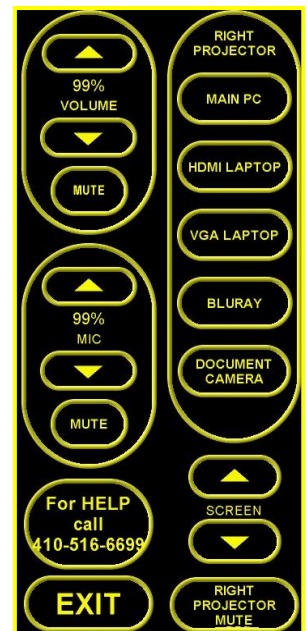 99%
VOLUME
MUTE
99%
MIC
MUTE
For HELP
call
410-516-6699
EXIT
RIGHT
PROJECTOR
MAIN PC
HDMI LAPTOP
VGA LAPTOP
BLURAY
DOCUMENT
CAMERA
SCREEN
RIGHT
PROJECTOR
MUTE